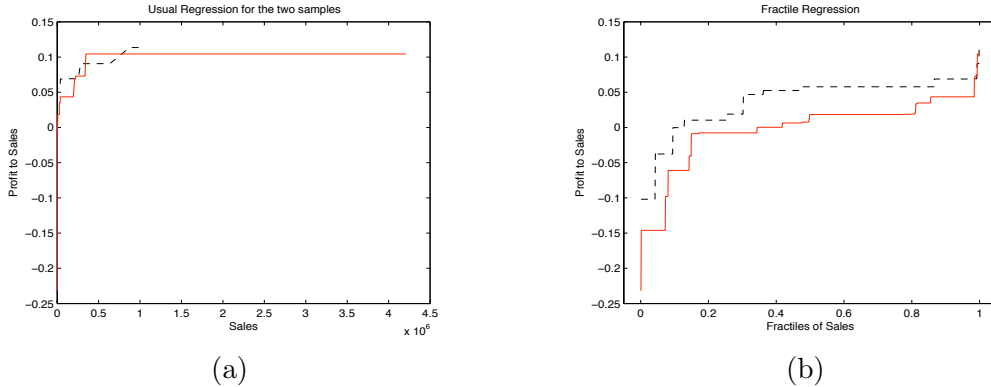 Usual Regression for the two samples
0.15
0.1
0.05
0
−0.05
−0.1
−0.15
−0.2
−0.25
Profit to Sales
0 0.5 1 1.5 2 2.5 3 3.5 4 4.5
x 10^6
Sales
(a)
Fractile Regression
0.15
0.1
0.05
0
−0.05
−0.1
−0.15
−0.2
−0.25
Profit to Sales
0 0.2 0.4 0.6 0.8 1
Fractiles of Sales
(b)